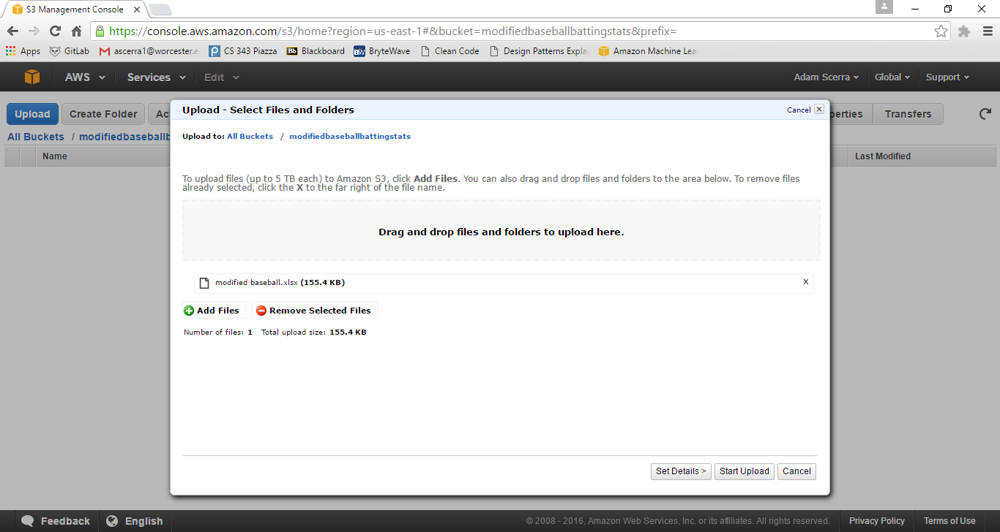 S3 Management Console
https://console.aws.amazon.com/s3/home?region=us-east-1#&bucket=modifiedbaseballbattingstats&prefix=
Apps GitLab ascerra1@worcester.e CS 343 Piazza Bb Blackboard BW BryteWave Clean Code Design Patterns Expla Amazon Machine Lea
AWS Services Edit Adam Scerra Global Support
Upload Create Folder Ac perties Transfers
All Buckets / modifiedbaseballb
Name Last Modified
Upload - Select Files and Folders Cancel
Upload to: All Buckets / modifiedbaseballbattingstats
To upload files (up to 5 TB each) to Amazon S3, click Add Files. You can also drag and drop files and folders to the area below. To remove files
already selected, click the X to the far right of the file name.
Drag and drop files and folders to upload here.
modified baseball.xlsx (155.4 KB) x
Add Files Remove Selected Files
Number of files: 1 Total upload size: 155.4 KB
Set Details > Start Upload Cancel
Feedback English © 2008 - 2016, Amazon Web Services, Inc. or its affiliates. All rights reserved. Privacy Policy Terms of Use